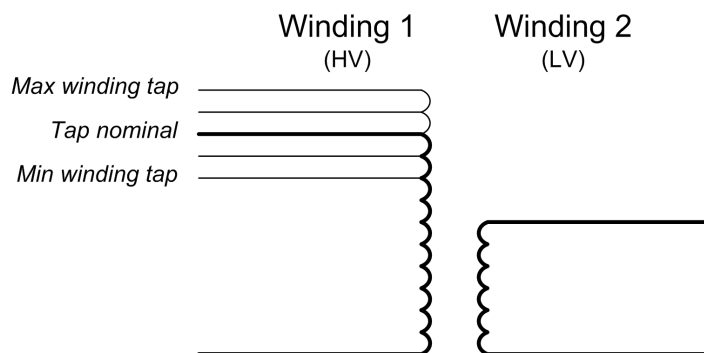 Winding 1 Winding 2
(HV) (LV)
Max winding tap
Tap nominal
Min winding tap